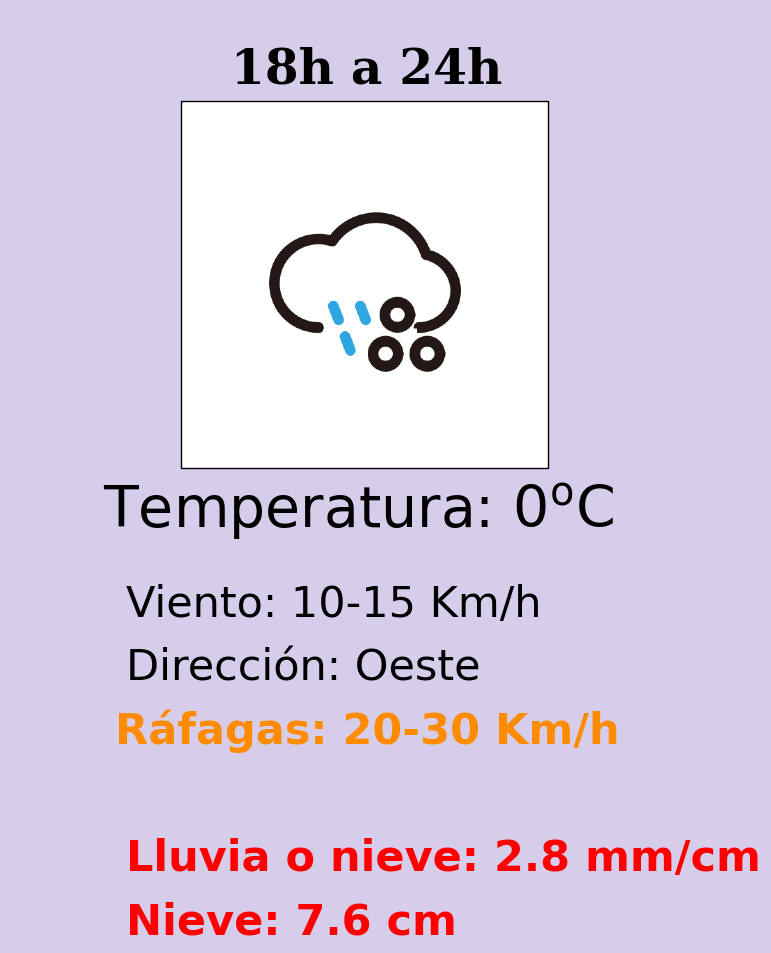 18h a 24h
Temperatura: 0ºC
Viento: 10-15 Km/h
Dirección: Oeste
Ráfagas: 20-30 Km/h
Lluvia o nieve: 2.8 mm/cm
Nieve: 7.6 cm